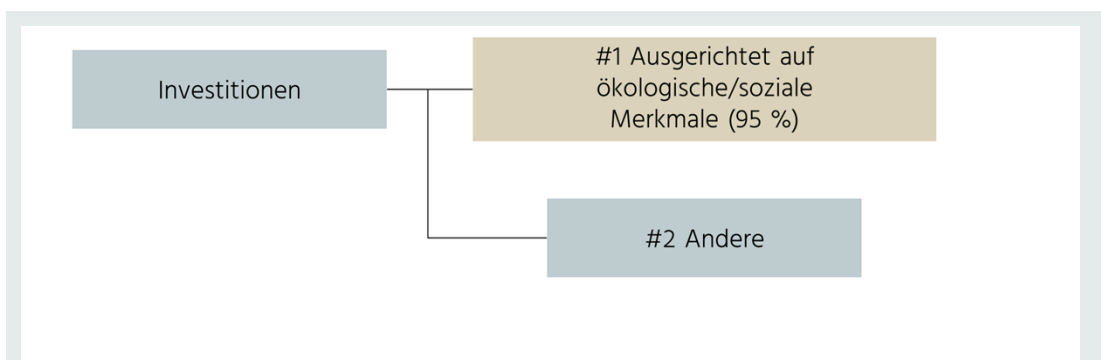 Investitionen
#1 Ausgerichtet auf
ökologische/soziale
Merkmale (95 %)
#2 Andere